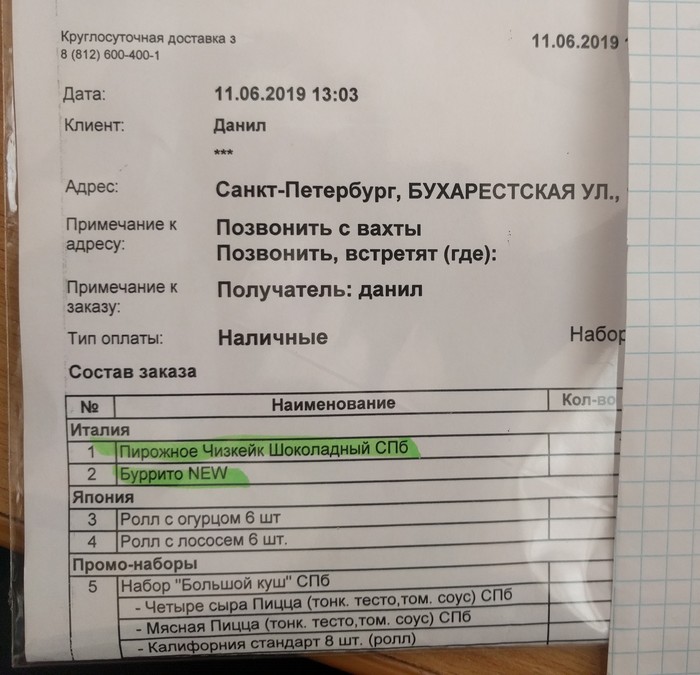 Круглосуточная доставка з
11.06.2019
8 (812) 600-400-1
Дата: 11.06.2019 13:03
Клиент: Данил
***
Адрес: Санкт-Петербург, БУХАРЕСТСКАЯ УЛ.,
Примечание к адресу: Позвонить с вахты
Позвонить, встретят (где):
Примечание к заказу: Получатель: данил
Тип оплаты: Наличные Набор
Состав заказа
№ Наименование Кол-во
Италия
1 Пирожное Чизкейк Шоколадный СПб
2 Буррито NEW
Япония
3 Ролл с огурцом 6 шт
4 Ролл с лососем 6 шт.
Промо-наборы
5 Набор "Большой куш" СПб
- Четыре сыра Пицца (тонк. тесто,том. соус) СПб
- Мясная Пицца (тонк. тесто,том. соус) СПб
- Калифорния стандарт 8 шт. (ролл)